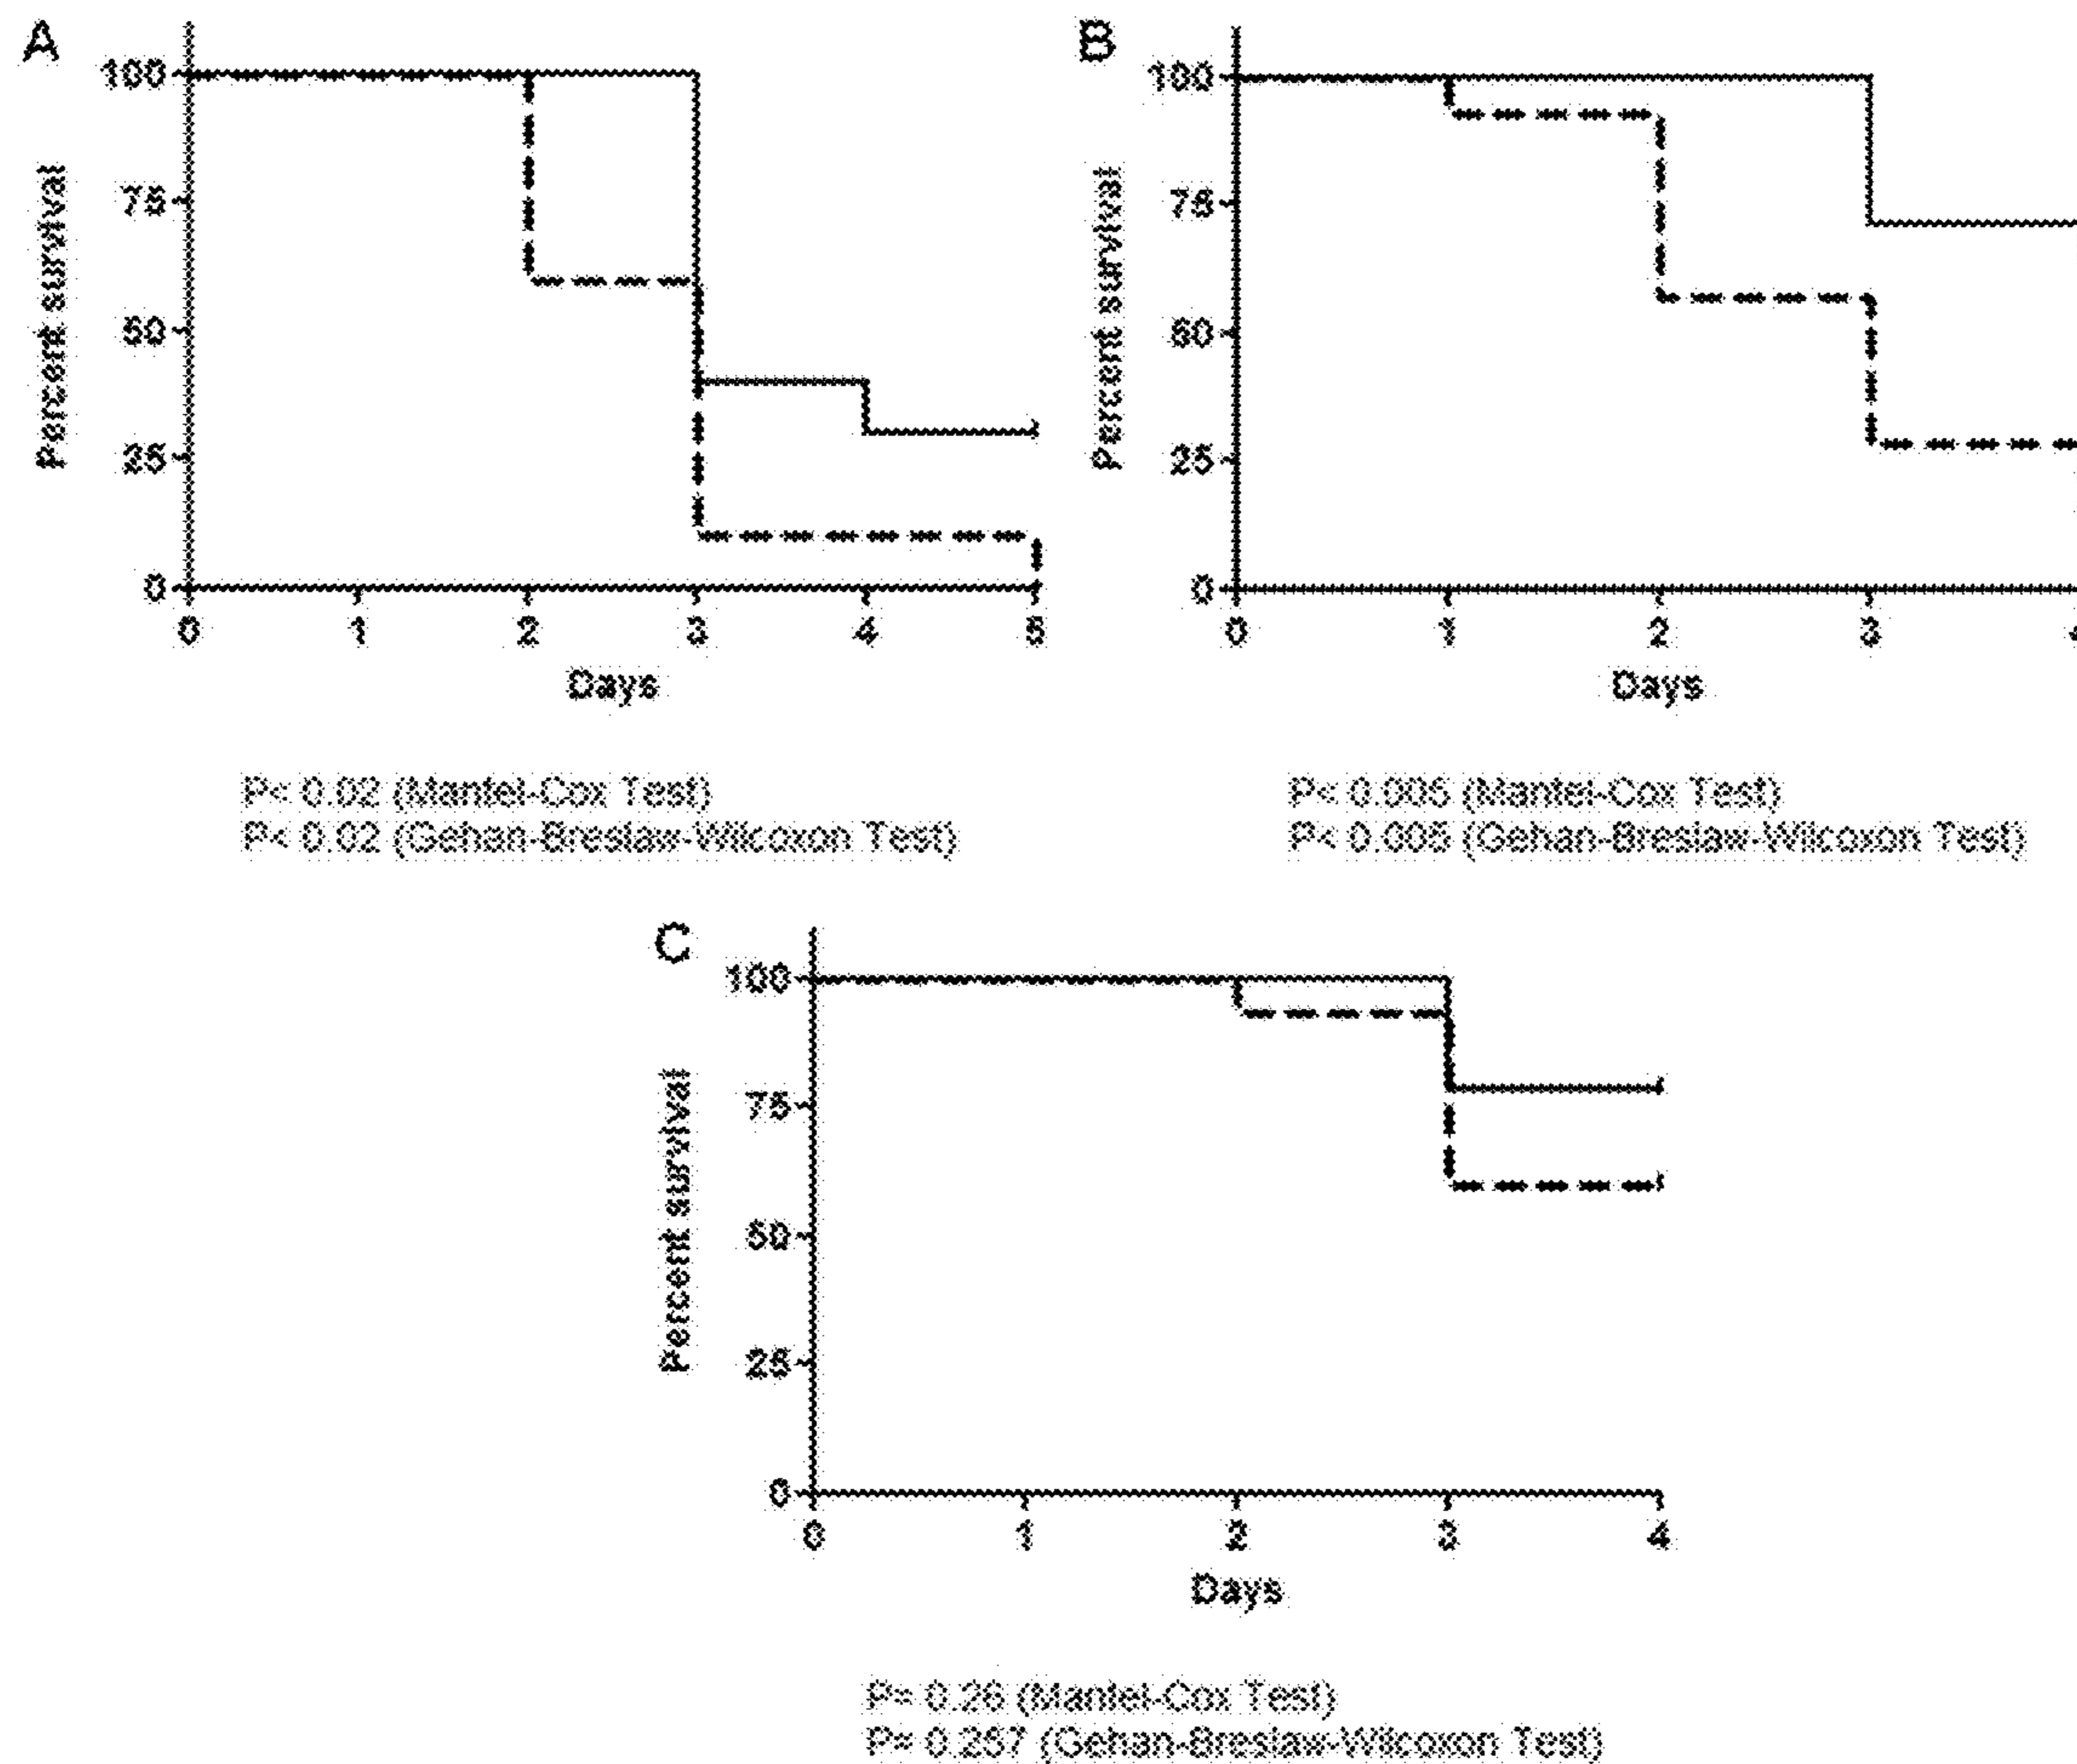 A
100
75
50
25
0
Percent survival
0 1 2 3 4 5
Days
P< 0.02 (Mantel-Cox Test)
P< 0.02 (Gehan-Breslaw-Wilcoxon Test)
B
100
75
50
25
0
Percent survival
0 1 2 3
Days
P< 0.005 (Mantel-Cox Test)
P< 0.005 (Gehan-Breslaw-Wilcoxon Test)
C
100
75
50
25
0
Percent survival
0 1 2 3 4
Days
P= 0.26 (Mantel-Cox Test)
P= 0.257 (Gehan-Breslaw-Wilcoxon Test)